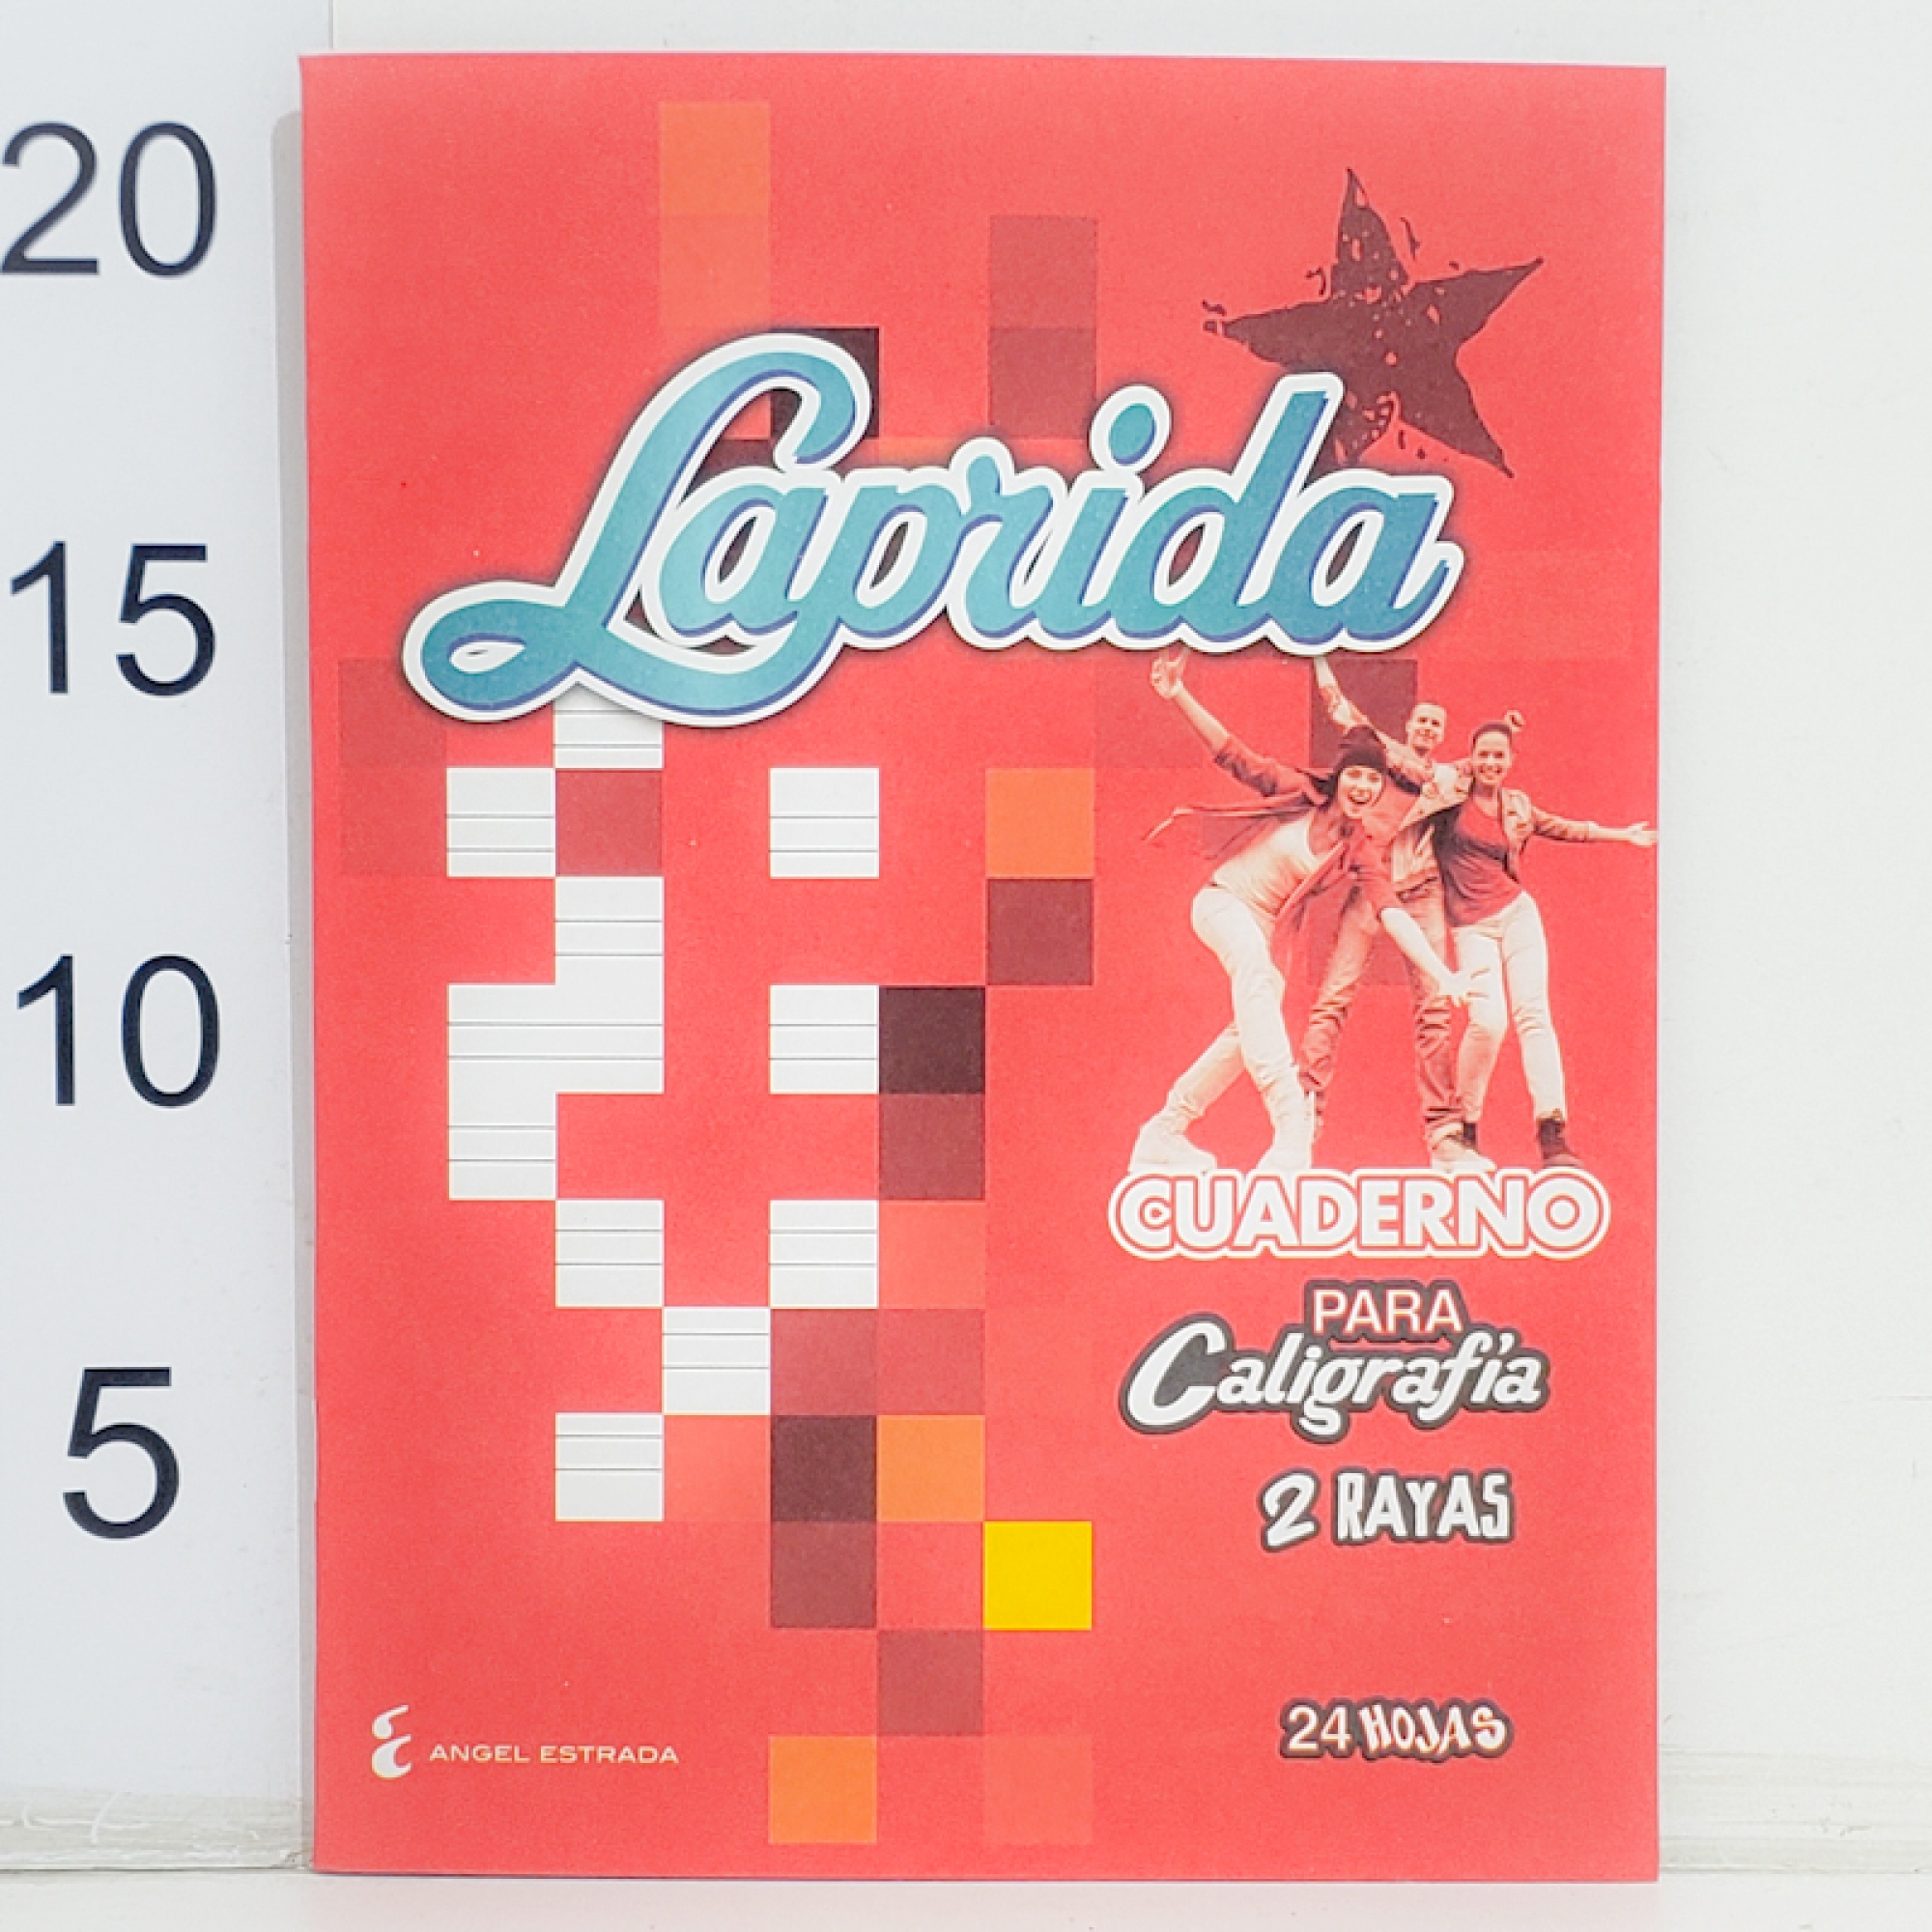 20
15
10
5
Laprida
CUADERNO
PARA
Caligrafía
2 RAYAS
24 HOJAS
ANGEL ESTRADA